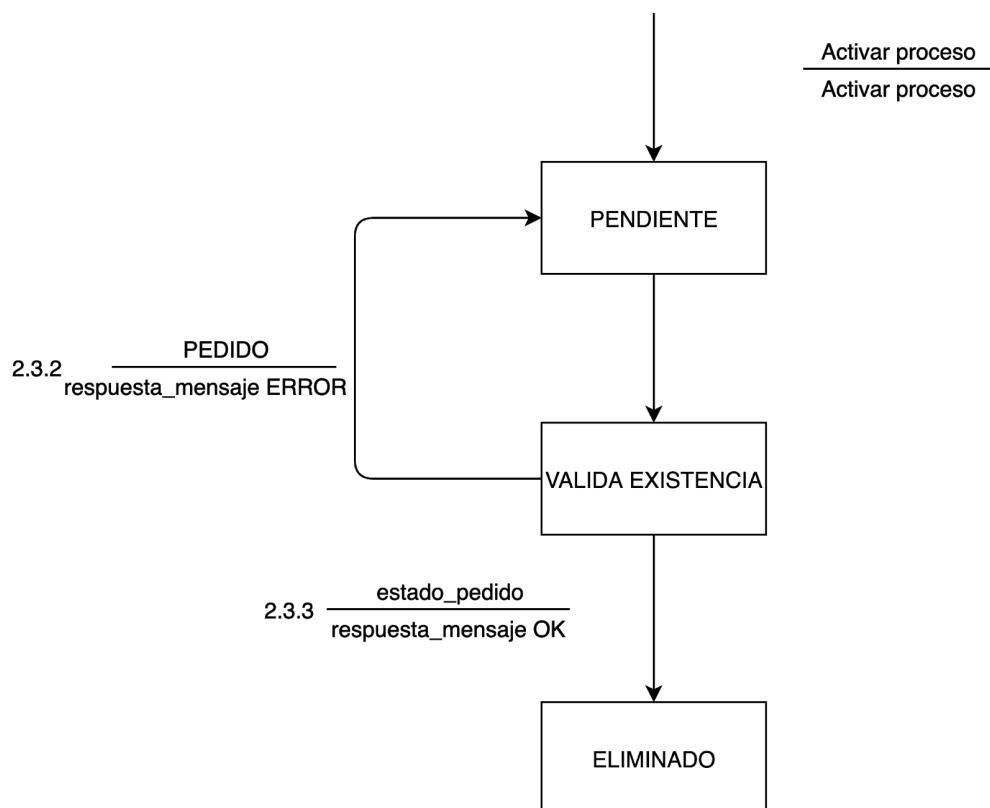 Activar proceso
Activar proceso
PENDIENTE
2.3.2
PEDIDO
respuesta_mensaje ERROR
VALIDA EXISTENCIA
2.3.3
estado_pedido
respuesta_mensaje OK
ELIMINADO